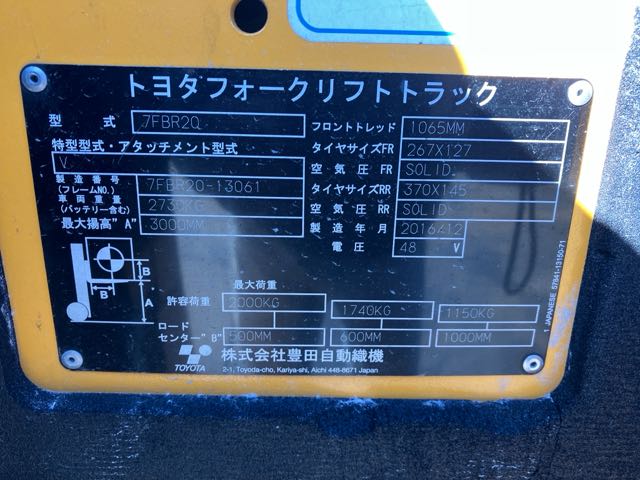 トヨタフォークリフトトラック
型 式 7FBR20
フロントトレッド 1065MM
特型型式・アタッチメント型式
V
タイヤサイズFR 267X127
空気圧FR SOLID
製造番号 (フレームNO.) 7FBR20-13061
タイヤサイズRR 370X145
車両重量 (バッテリー含む) 2730KG
空気圧RR SOLID
最大揚高"A" 3000MM
製造年月 201612
電圧 48 V
B
B
A
最大荷重
許容荷重 2000KG 1740KG 1150KG
ロード
センター"B" 500MM 600MM 1000MM
TOYOTA
株式会社豊田自動織機
2-1, Toyoda-cho, Kariya-shi, Aichi 448-8671 Japan
1 JAPANESE 57841-13150-71